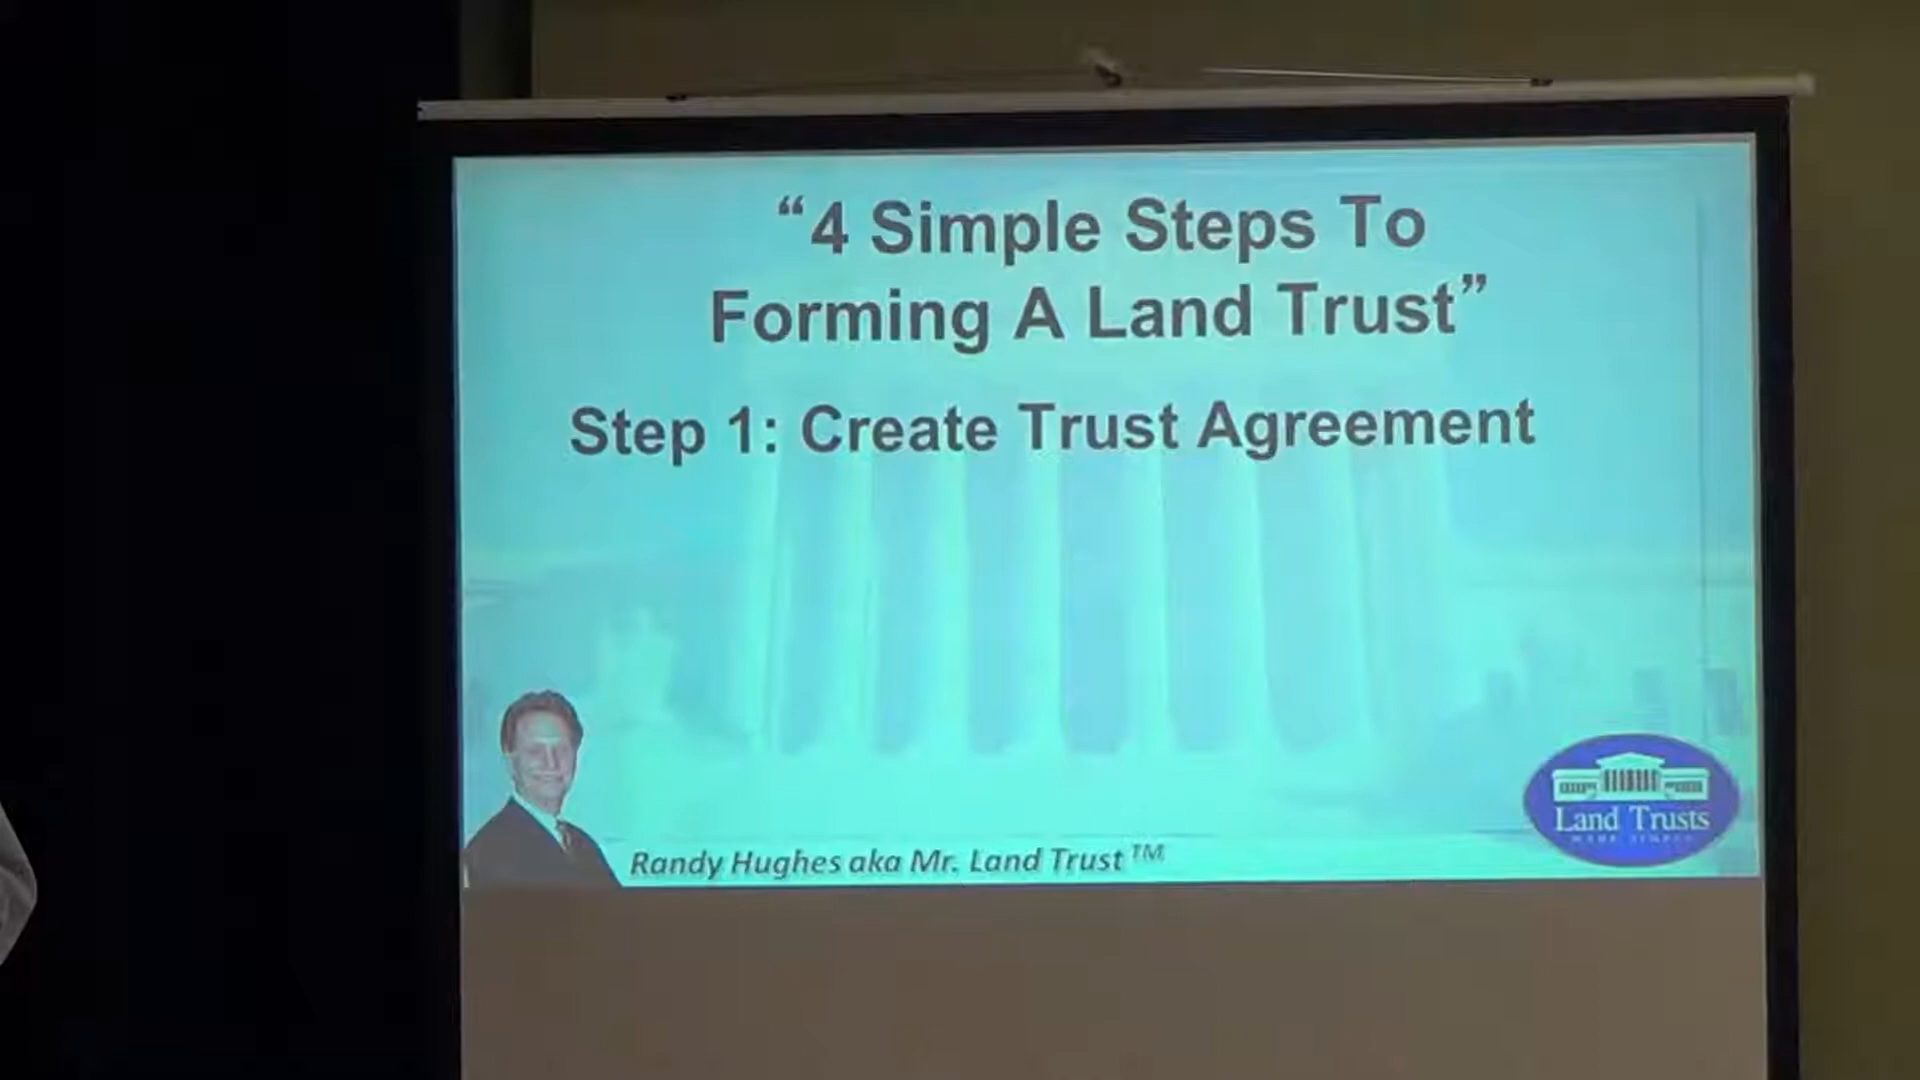 “4 Simple Steps To
Forming A Land Trust”
Step 1: Create Trust Agreement
Randy Hughes aka Mr. Land Trust TM
Land Trusts